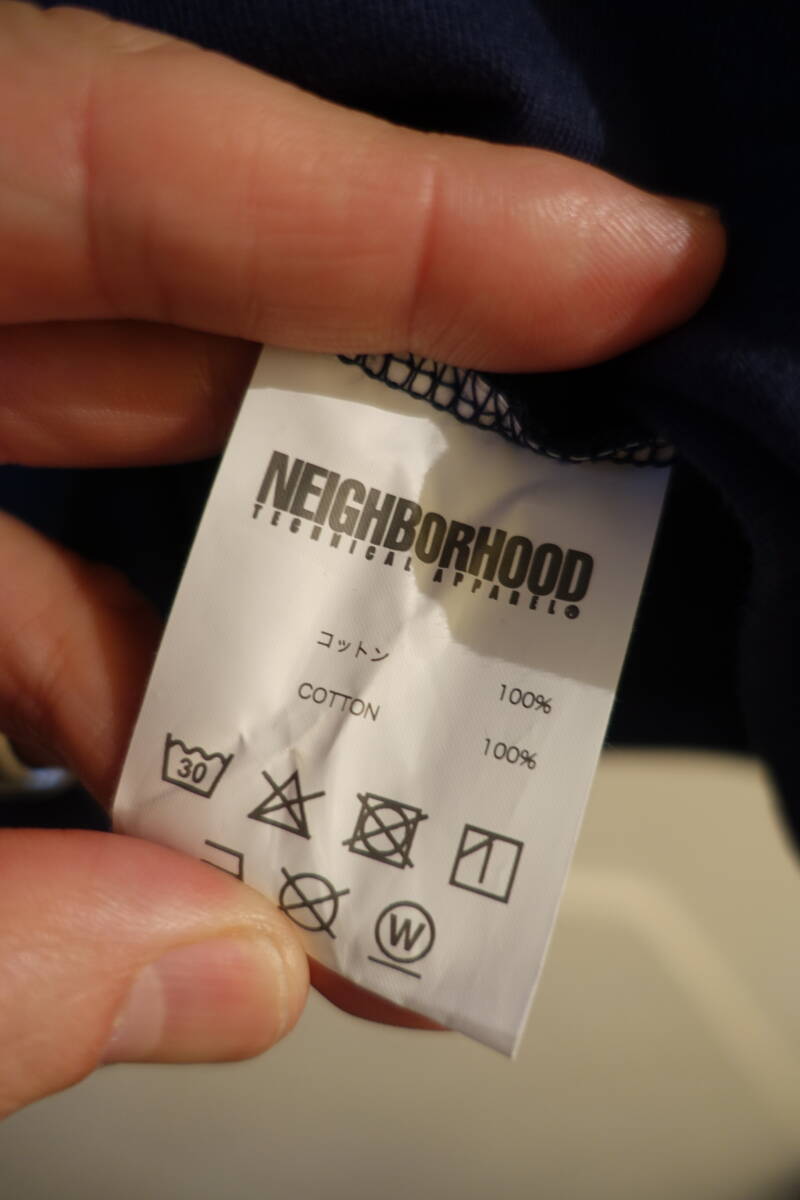 NEIGHBORHOOD
TECHNICAL APPAREL®
コットン 100%
COTTON 100%
30
W